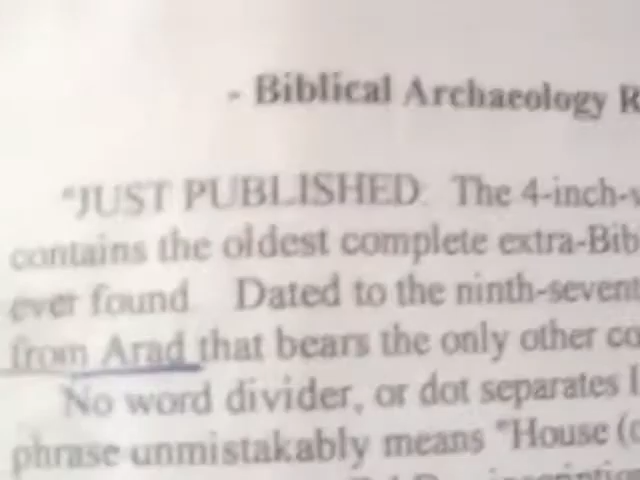 - Biblical Archaeology R
"JUST PUBLISHED. The 4-inch-
contains the oldest complete extra-Bib
ever found Dated to the ninth-sevent
from Arad that bears the only other co
No word divider, or dot separates
phrase unmistakably means "House (